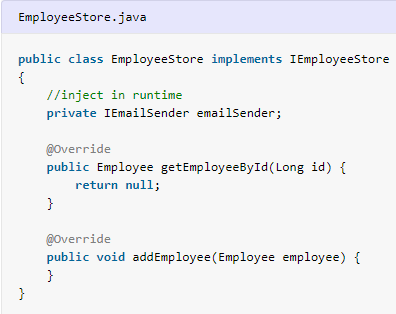 EmployeeStore.java
public class EmployeeStore implements IEmployeeStore
{
    //inject in runtime
    private IEmailSender emailSender;

    @Override
    public Employee getEmployeeById(Long id) {
        return null;
    }

    @Override
    public void addEmployee(Employee employee) {
    }
}